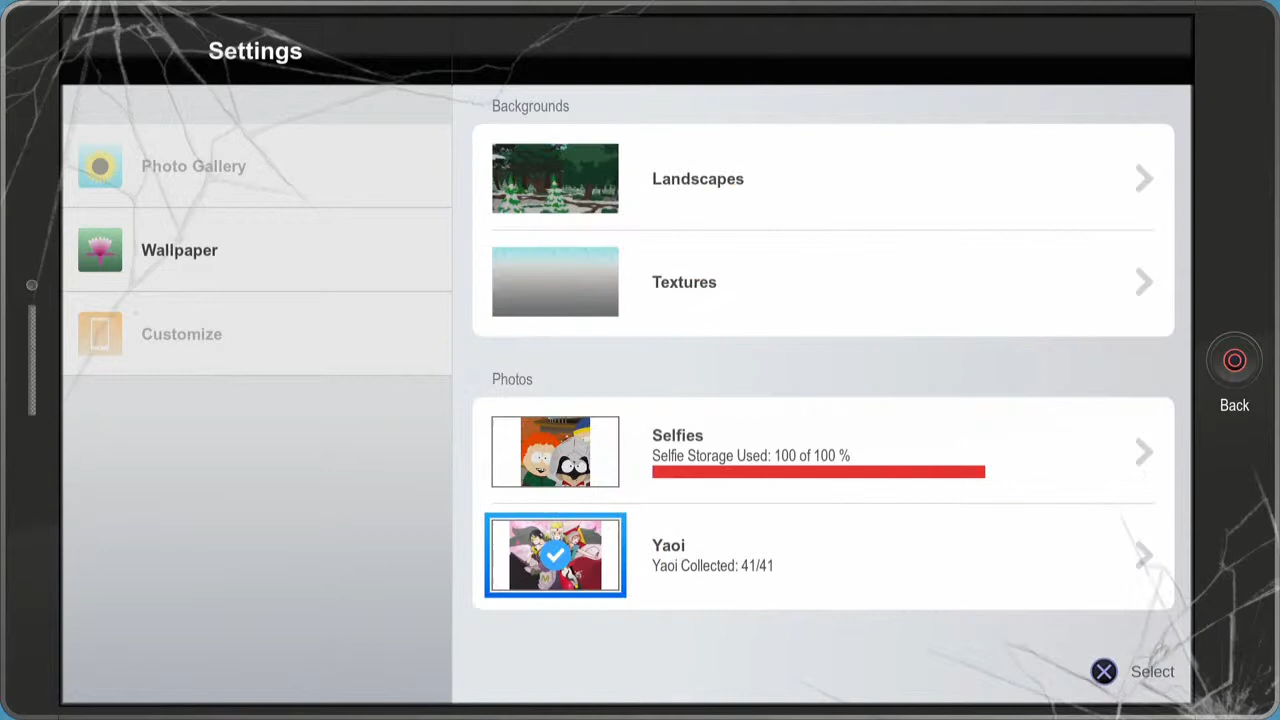 Settings
Photo Gallery
Wallpaper
Customize
Backgrounds
Landscapes
Textures
Photos
Selfies
Selfie Storage Used: 100 of 100 %
Yaoi
Yaoi Collected: 41/41
Back
Select